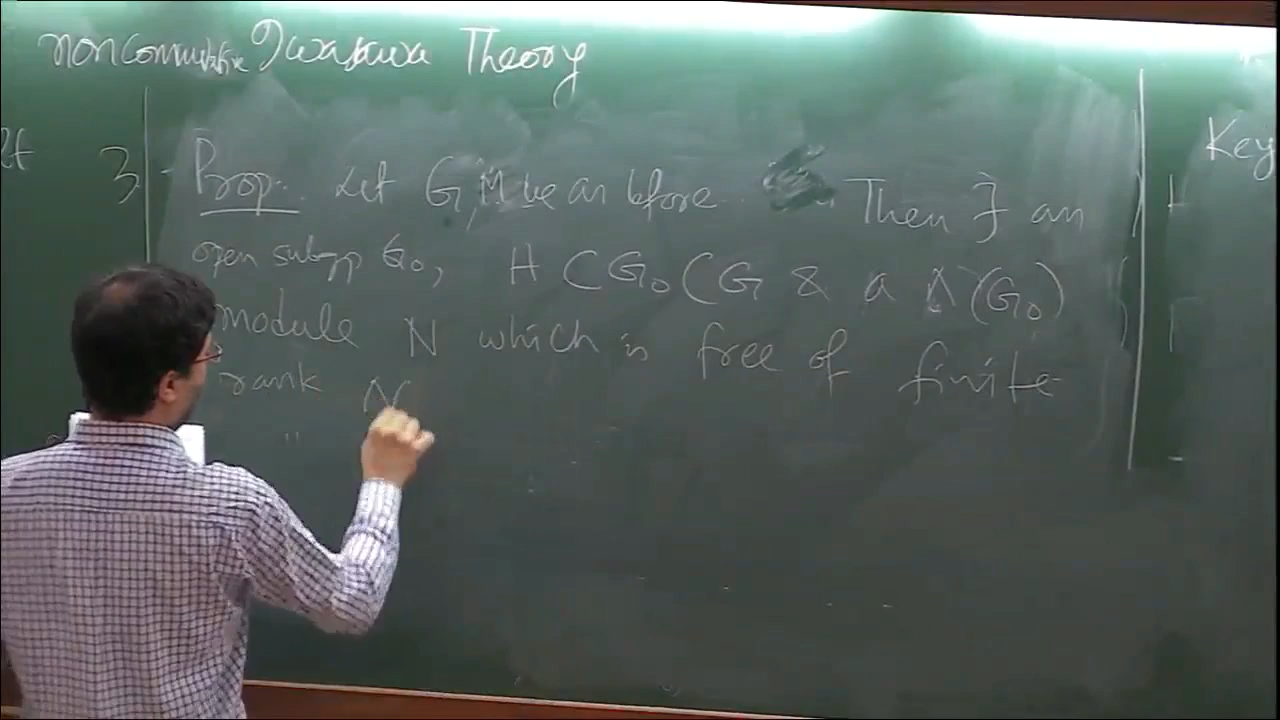 noncommutative Iwasawa Theory
Prop. Let G, M be as before. Then ∃ an
open subgp G₀, H ⊂ G₀ ⊂ G & a Λ(G₀)
module N which is free of finite
rank N
Key